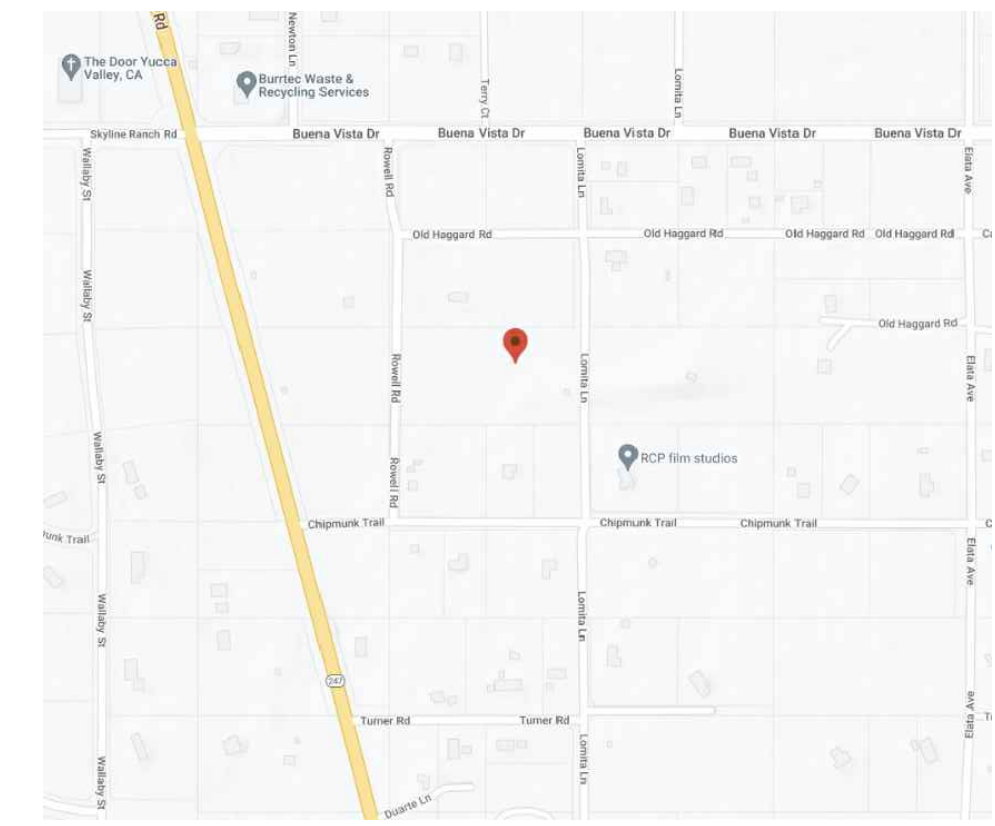 Rd
Newton Ln
The Door Yucca
Valley, CA
Burrtec Waste &
Recycling Services
Terry Ct
Lomita Ln
Skyline Ranch Rd
Buena Vista Dr
Buena Vista Dr
Buena Vista Dr
Buena Vista Dr
Buena Vista Dr
Wallaby St
Rowell Rd
Lomita Ln
Elata Ave
Old Haggard Rd
Old Haggard Rd
Old Haggard Rd
Old Haggard Rd
Wallaby St
Old Haggard Rd
Rowell Rd
Lomita Ln
Elata Ave
Wallaby St
RCP film studios
Rowell Rd
Chipmunk Trail
Chipmunk Trail
Chipmunk Trail
unk Trail
Elata Ave
Wallaby St
Lomita Ln
247
Elata Ave
Turner Rd
Turner Rd
Wallaby St
Lomita Ln
Duarte Ln